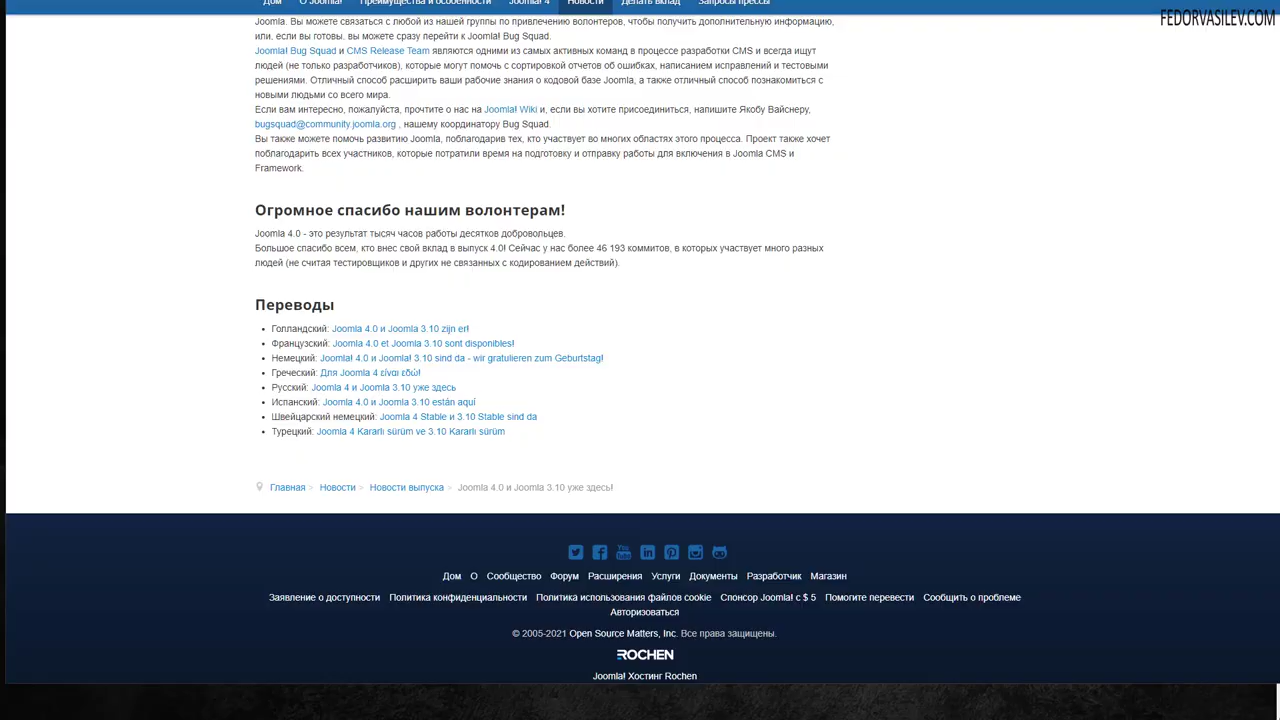 Дом О Joomla! Преимущества и особенности Joomla! 4 Новости Делать вклад Запросы прессы
FEDORVASILEV.COM
Joomla. Вы можете связаться с любой из нашей группы по привлечению волонтеров, чтобы получить дополнительную информацию,
или, если вы готовы, вы можете сразу перейти к Joomla! Bug Squad.
Joomla! Bug Squad и CMS Release Team являются одними из самых активных команд в процессе разработки CMS и всегда ищут
людей (не только разработчиков), которые могут помочь с сортировкой отчетов об ошибках, написанием исправлений и тестовыми
решениями. Отличный способ расширить ваши рабочие знания о кодовой базе Joomla, а также отличный способ познакомиться с
новыми людьми со всего мира.
Если вам интересно, пожалуйста, прочтите о нас на Joomla! Wiki и, если вы хотите присоединиться, напишите Якобу Вайснеру,
bugsquad@community.joomla.org , нашему координатору Bug Squad.
Вы также можете помочь развитию Joomla, поблагодарив тех, кто участвует во многих областях этого процесса. Проект также хочет
поблагодарить всех участников, которые потратили время на подготовку и отправку работы для включения в Joomla CMS и
Framework.
Огромное спасибо нашим волонтерам!
Joomla 4.0 - это результат тысяч часов работы десятков добровольцев.
Большое спасибо всем, кто внес свой вклад в выпуск 4.0! Сейчас у нас более 46 193 коммитов, в которых участвует много разных
людей (не считая тестировщиков и других не связанных с кодированием действий).
Переводы
• Голландский: Joomla 4.0 и Joomla 3.10 zijn er!
• Французский: Joomla 4.0 et Joomla 3.10 sont disponibles!
• Немецкий: Joomla! 4.0 и Joomla! 3.10 sind da - wir gratulieren zum Geburtstag!
• Греческий: Для Joomla 4 είναι εδώ!
• Русский: Joomla 4 и Joomla 3.10 уже здесь
• Испанский: Joomla 4.0 и Joomla 3.10 están aquí
• Швейцарский немецкий: Joomla 4 Stable и 3.10 Stable sind da
• Турецкий: Joomla 4 Kararlı sürüm ve 3.10 Kararlı sürüm
Главная > Новости > Новости выпуска > Joomla 4.0 и Joomla 3.10 уже здесь!
You Tube in
Дом О Сообщество Форум Расширения Услуги Документы Разработчик Магазин
Заявление о доступности Политика конфиденциальности Политика использования файлов cookie Спонсор Joomla! с $ 5 Помогите перевести Сообщить о проблеме
Авторизоваться
© 2005-2021 Open Source Matters, Inc. Все права защищены.
ROCHEN
Joomla! Хостинг Rochen